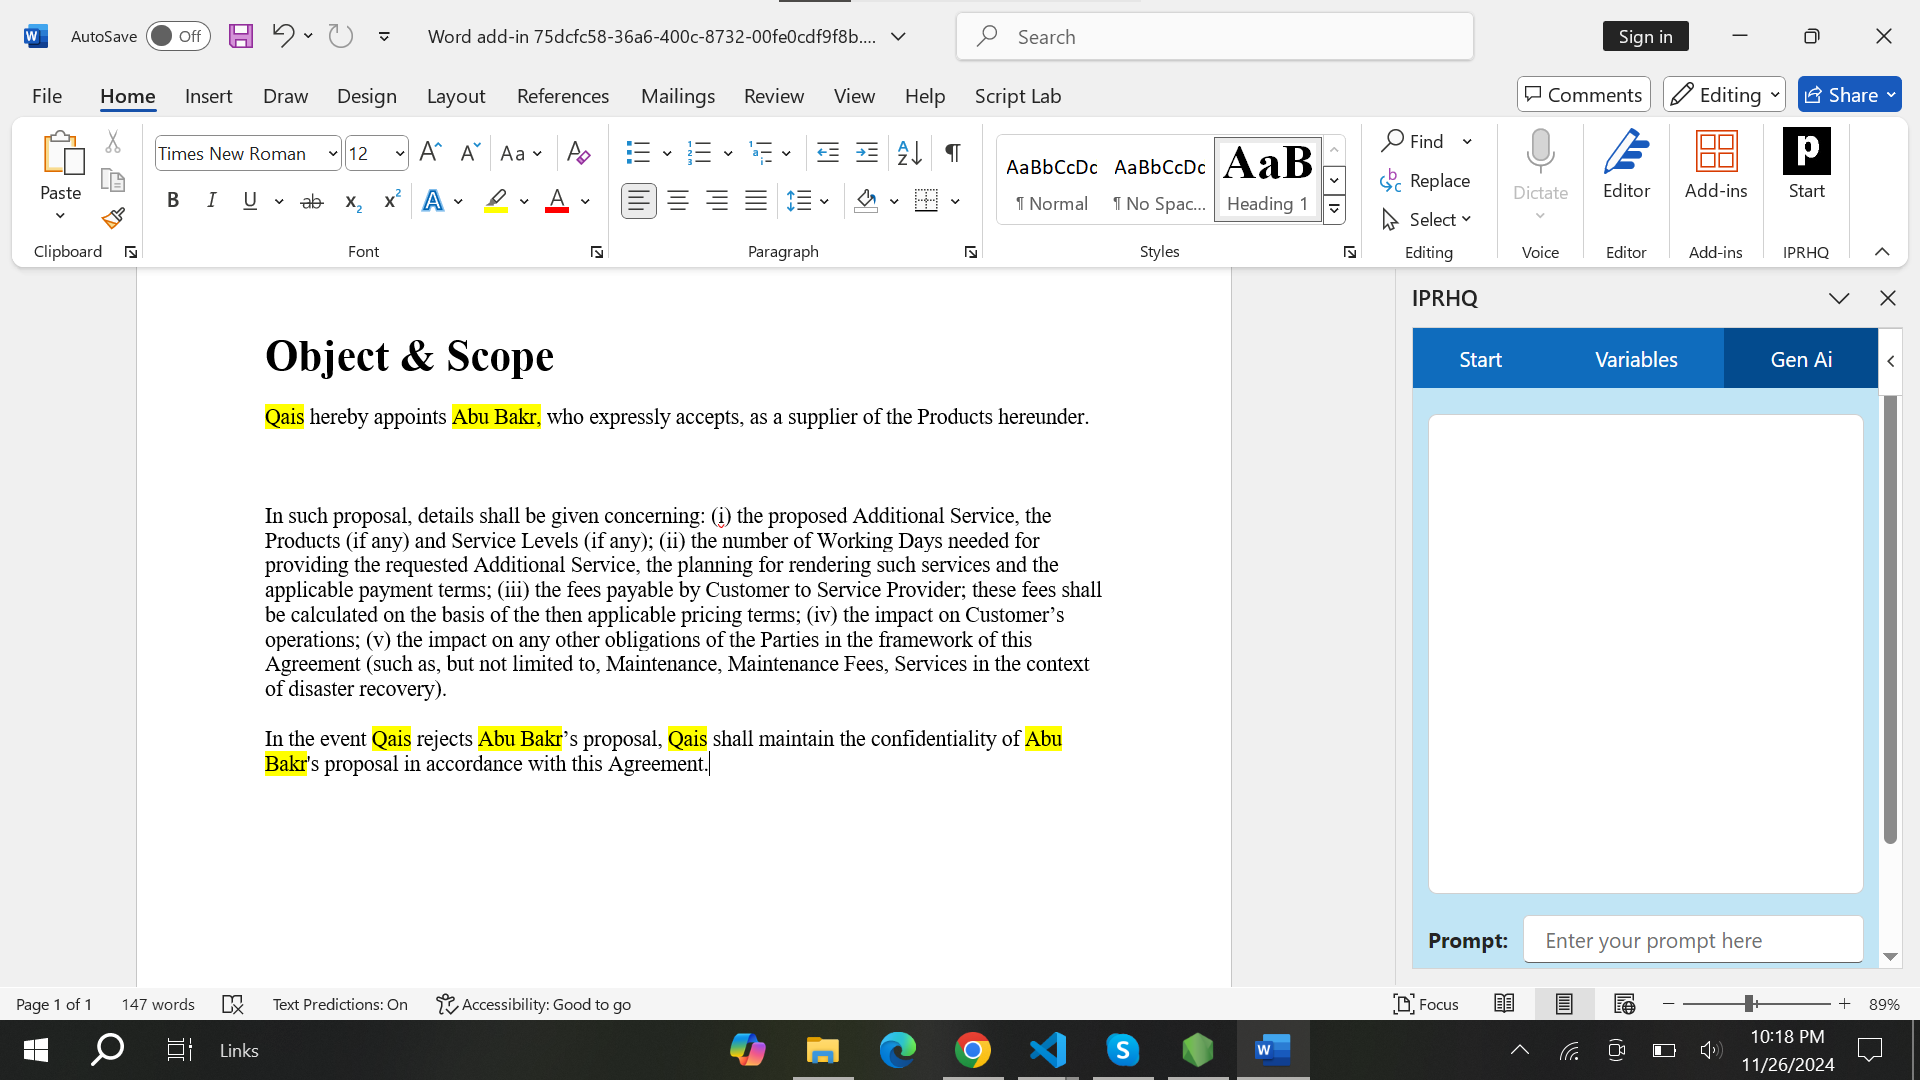 AutoSave Off Word add-in 75dcfc58-36a6-400c-8732-00fe0cdf9f8b.... Search Sign in
File Home Insert Draw Design Layout References Mailings Review View Help Script Lab Comments Editing Share
Paste
Clipboard
Times New Roman 12
Font
Paragraph
AaBbCcDc AaBbCcDc AaB
¶ Normal ¶ No Spac... Heading 1
Styles
Find
Replace
Select
Editing
Dictate
Voice
Editor
Editor
Add-ins
Add-ins
Start
IPRHQ
Object & Scope
Qais hereby appoints Abu Bakr, who expressly accepts, as a supplier of the Products hereunder.
In such proposal, details shall be given concerning: (i) the proposed Additional Service, the
Products (if any) and Service Levels (if any); (ii) the number of Working Days needed for
providing the requested Additional Service, the planning for rendering such services and the
applicable payment terms; (iii) the fees payable by Customer to Service Provider; these fees shall
be calculated on the basis of the then applicable pricing terms; (iv) the impact on Customer’s
operations; (v) the impact on any other obligations of the Parties in the framework of this
Agreement (such as, but not limited to, Maintenance, Maintenance Fees, Services in the context
of disaster recovery).
In the event Qais rejects Abu Bakr’s proposal, Qais shall maintain the confidentiality of Abu
Bakr's proposal in accordance with this Agreement.
IPRHQ
Start Variables Gen Ai
Prompt: Enter your prompt here
Page 1 of 1 147 words Text Predictions: On Accessibility: Good to go Focus 89%
Links
10:18 PM
11/26/2024